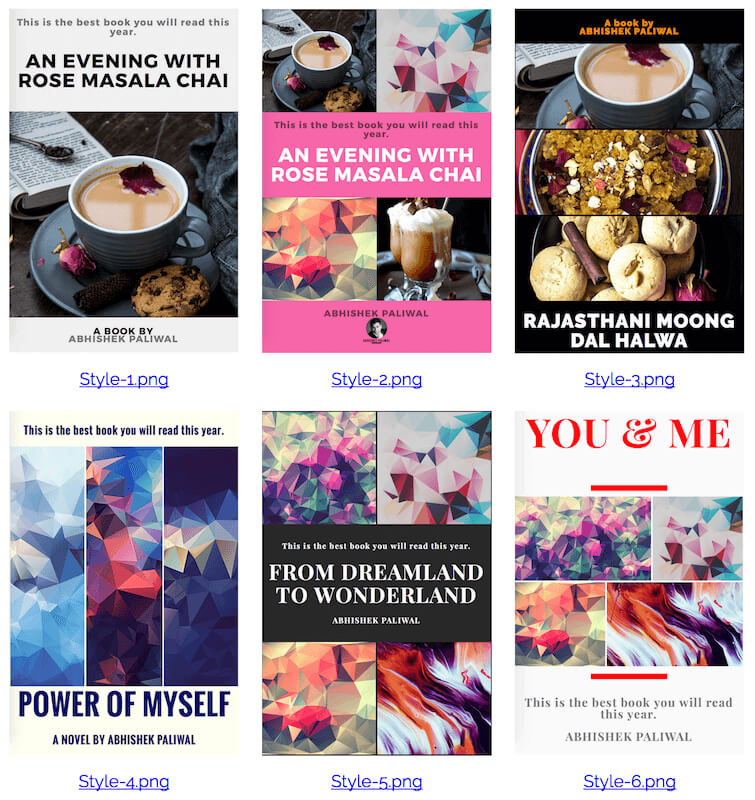 This is the best book you will read this
year.
AN EVENING WITH
ROSE MASALA CHAI
A BOOK BY
ABHISHEK PALIWAL
Style-1.png
This is the best book you will read this
year.
AN EVENING WITH
ROSE MASALA CHAI
ABHISHEK PALIWAL
Style-2.png
A book by
ABHISHEK PALIWAL
RAJASTHANI MOONG
DAL HALWA
Style-3.png
This is the best book you will read this year.
POWER OF MYSELF
A NOVEL BY ABHISHEK PALIWAL
Style-4.png
This is the best book you will read this year.
FROM DREAMLAND
TO WONDERLAND
ABHISHEK PALIWAL
Style-5.png
YOU & ME
This is the best book you will read
this year.
ABHISHEK PALIWAL
Style-6.png